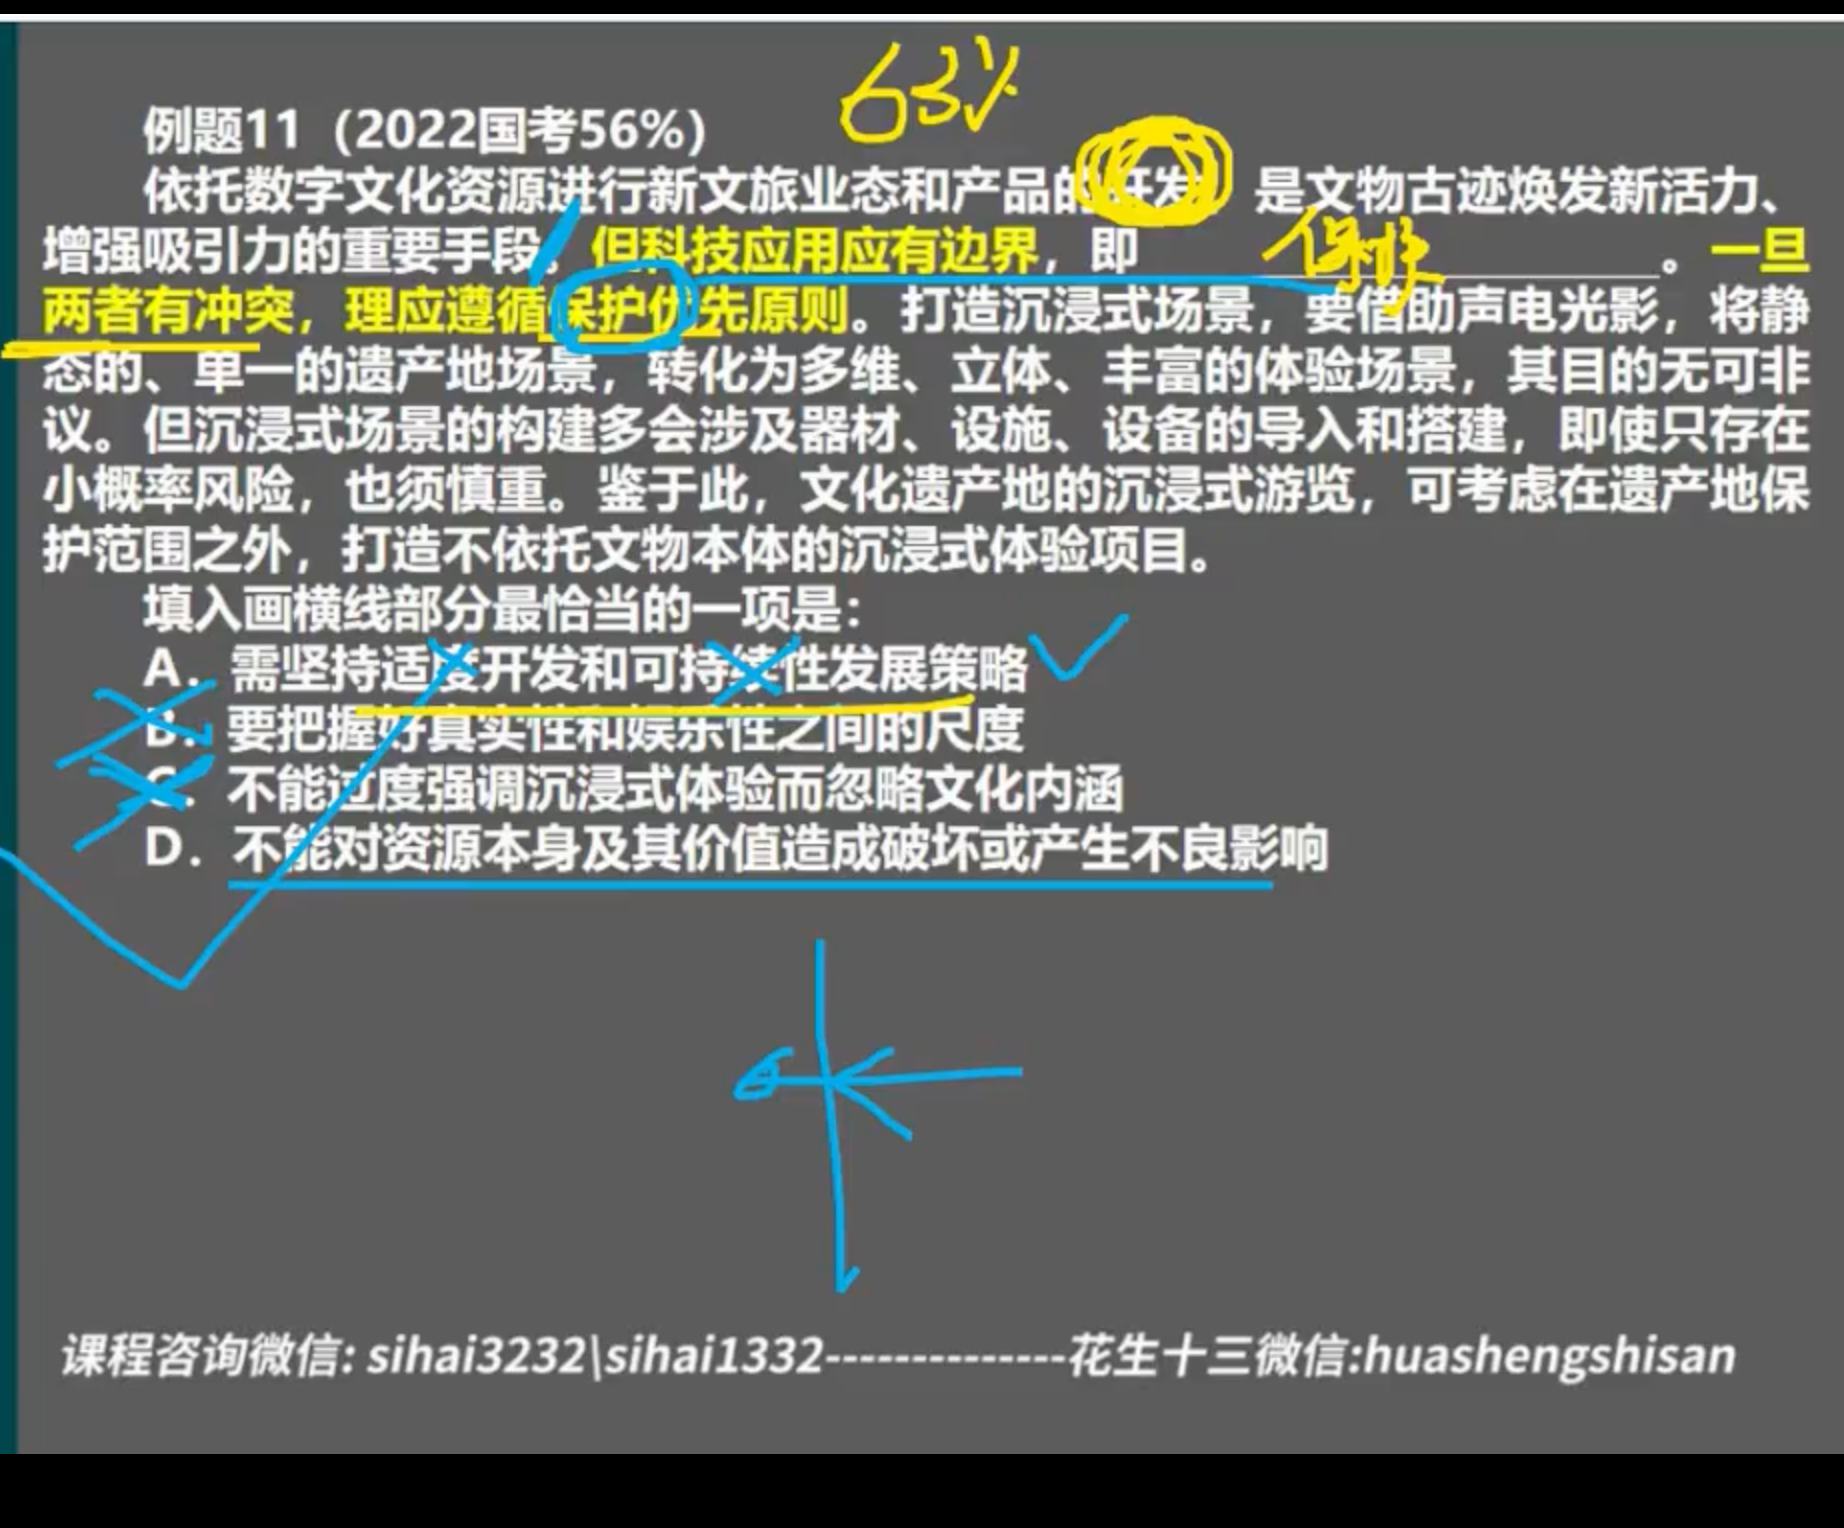 63%
例题11（2022国考56%）
依托数字文化资源进行新文旅业态和产品的开发，是文物古迹焕发新活力、
增强吸引力的重要手段。但科技应用应有边界，即 保护 。一旦
两者有冲突，理应遵循保护优先原则。打造沉浸式场景，要借助声电光影，将静
态的、单一的遗产地场景，转化为多维、立体、丰富的体验场景，其目的无可非
议。但沉浸式场景的构建多会涉及器材、设施、设备的导入和搭建，即使只存在
小概率风险，也须慎重。鉴于此，文化遗产地的沉浸式游览，可考虑在遗产地保
护范围之外，打造不依托文物本体的沉浸式体验项目。
填入画横线部分最恰当的一项是：
A．需坚持适度开发和可持续性发展策略
B．要把握好真实性和娱乐性之间的尺度
C．不能过度强调沉浸式体验而忽略文化内涵
D．不能对资源本身及其价值造成破坏或产生不良影响
课程咨询微信: sihai3232\sihai1332--------------花生十三微信:huashengshisan